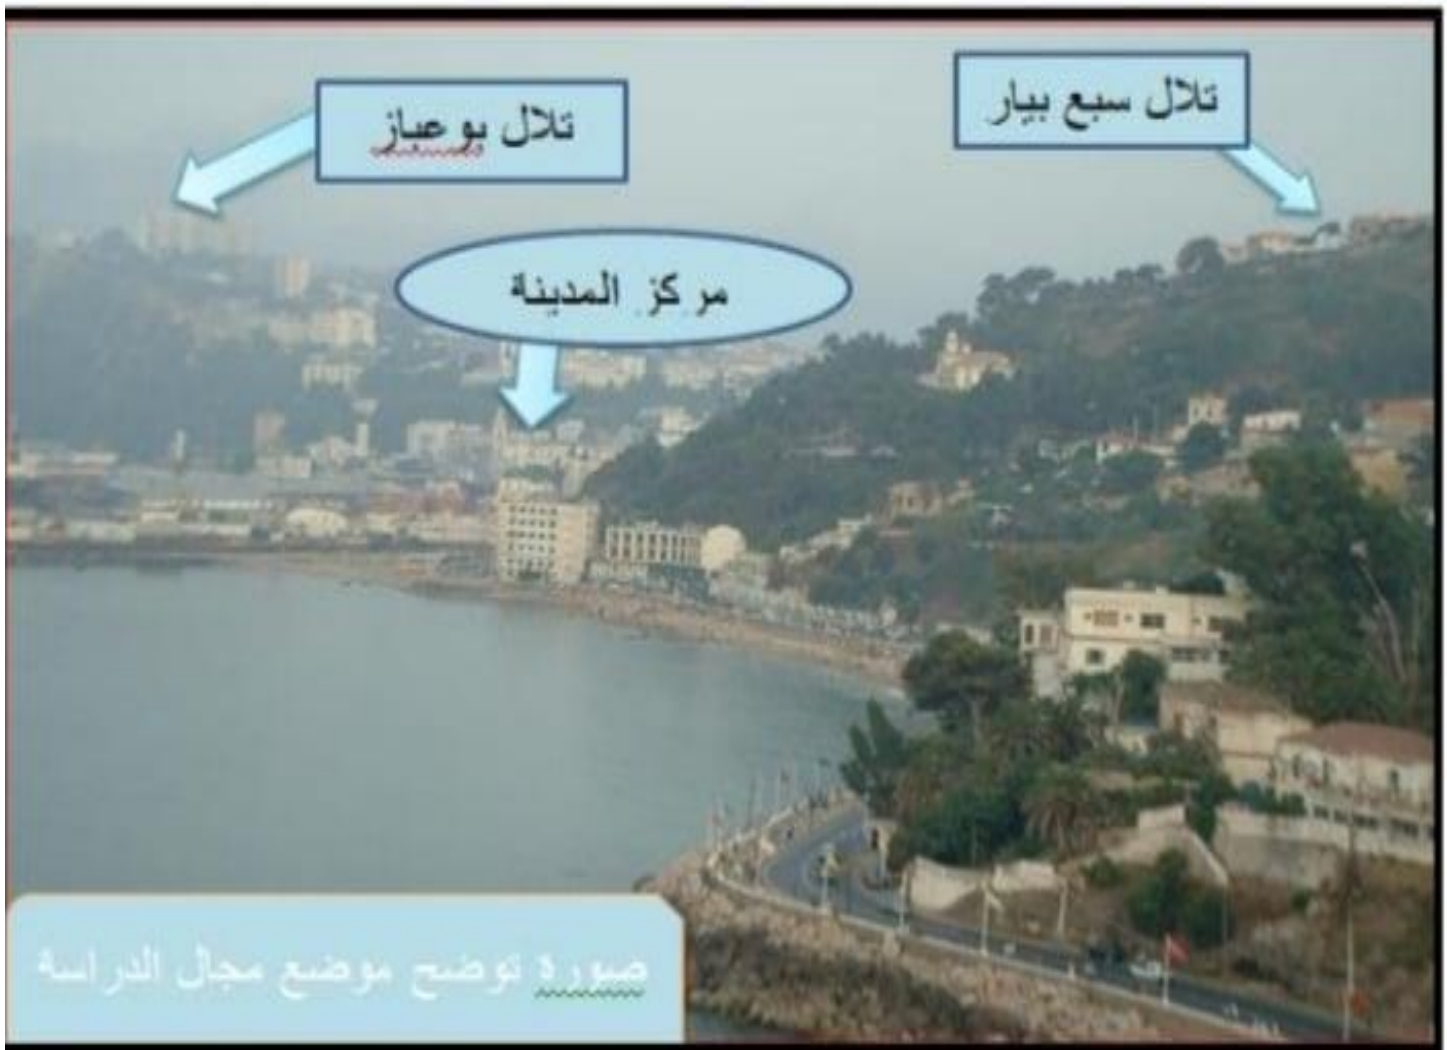 تلال سبع بيار
تلال بوعباز
مركز المدينة
صورة توضح موضع مجال الدراسة